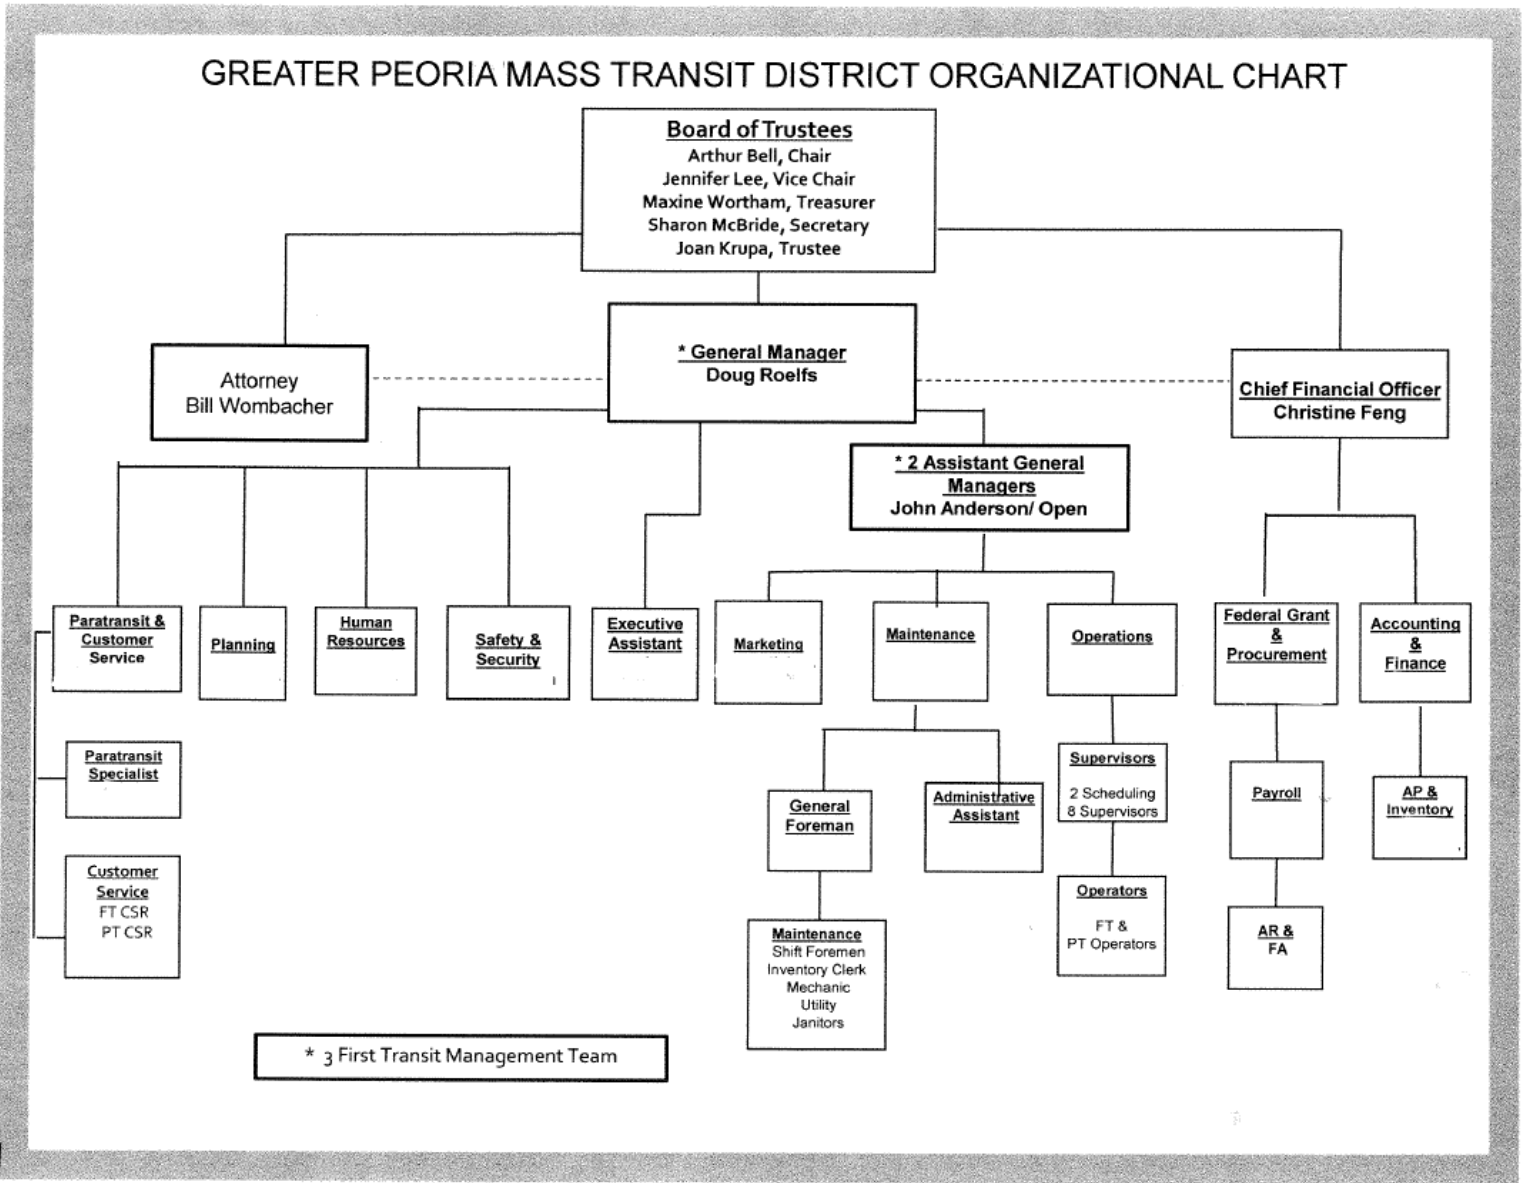 GREATER PEORIA MASS TRANSIT DISTRICT ORGANIZATIONAL CHART
Board of Trustees
Arthur Bell, Chair
Jennifer Lee, Vice Chair
Maxine Wortham, Treasurer
Sharon McBride, Secretary
Joan Krupa, Trustee
Attorney
Bill Wombacher
* General Manager
Doug Roelfs
Chief Financial Officer
Christine Feng
* 2 Assistant General
Managers
John Anderson/ Open
Paratransit &
Customer
Service
Planning
Human
Resources
Safety &
Security
Executive
Assistant
Marketing
Maintenance
Operations
Federal Grant
&
Procurement
Accounting
&
Finance
Paratransit
Specialist
Customer
Service
FT CSR
PT CSR
General
Foreman
Administrative
Assistant
Supervisors
2 Scheduling
8 Supervisors
Payroll
AP &
Inventory
Maintenance
Shift Foremen
Inventory Clerk
Mechanic
Utility
Janitors
Operators
FT &
PT Operators
AR &
FA
* 3 First Transit Management Team